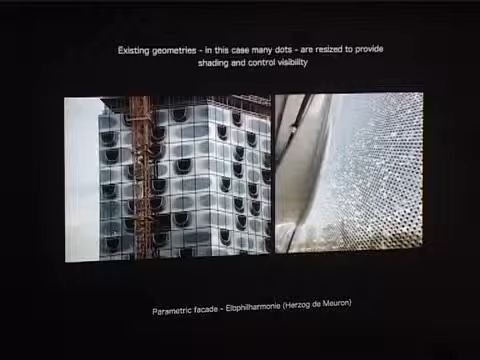 Existing geometries - in this case many dots - are resized to provide
shading and control visibility
Parametric facade - Elbphilharmonie (Herzog de Meuron)